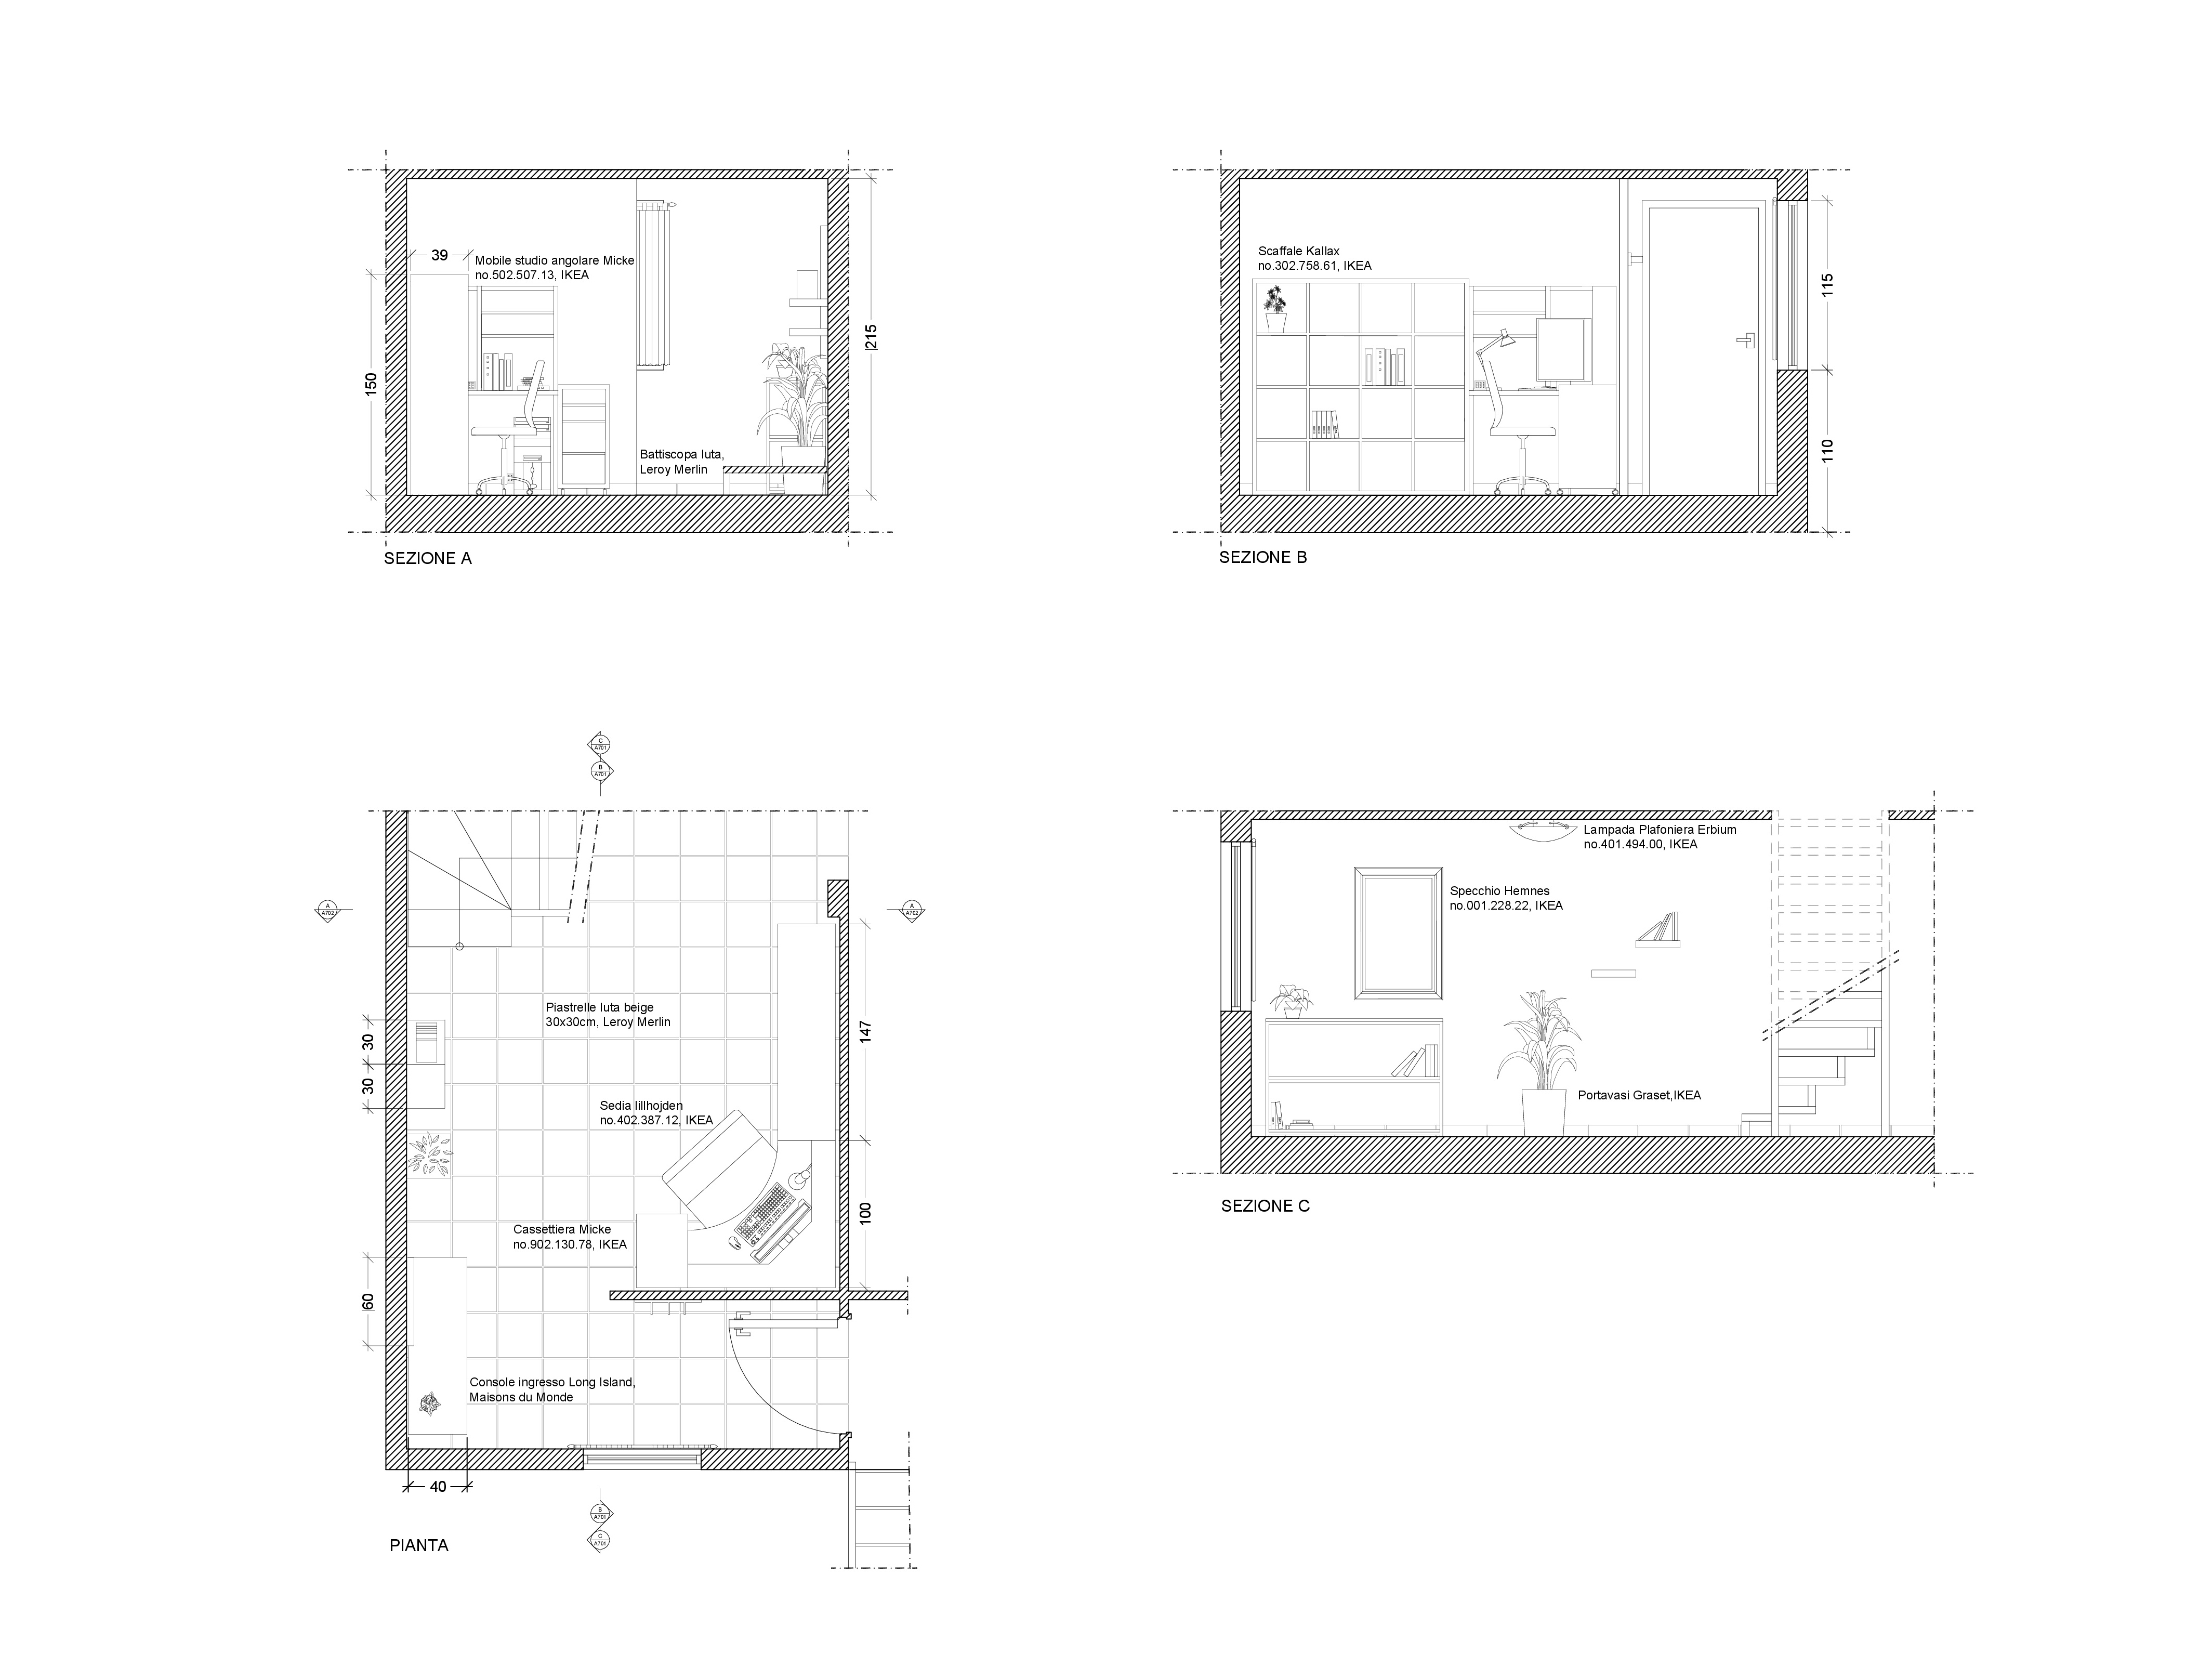 39
Mobile studio angolare Micke
no.502.507.13, IKEA
150
215
Battiscopa Iuta,
Leroy Merlin
SEZIONE A
Scaffale Kallax
no.302.758.61, IKEA
115
110
SEZIONE B
C
A701
B
A701
A
A702
A
A702
Piastrelle Iuta beige
30x30cm, Leroy Merlin
30
30
147
Sedia lillhojden
no.402.387.12, IKEA
100
Cassettiera Micke
no.902.130.78, IKEA
60
Console ingresso Long Island,
Maisons du Monde
40
B
A701
C
A701
PIANTA
Lampada Plafoniera Erbium
no.401.494.00, IKEA
Specchio Hemnes
no.001.228.22, IKEA
Portavasi Graset,IKEA
SEZIONE C